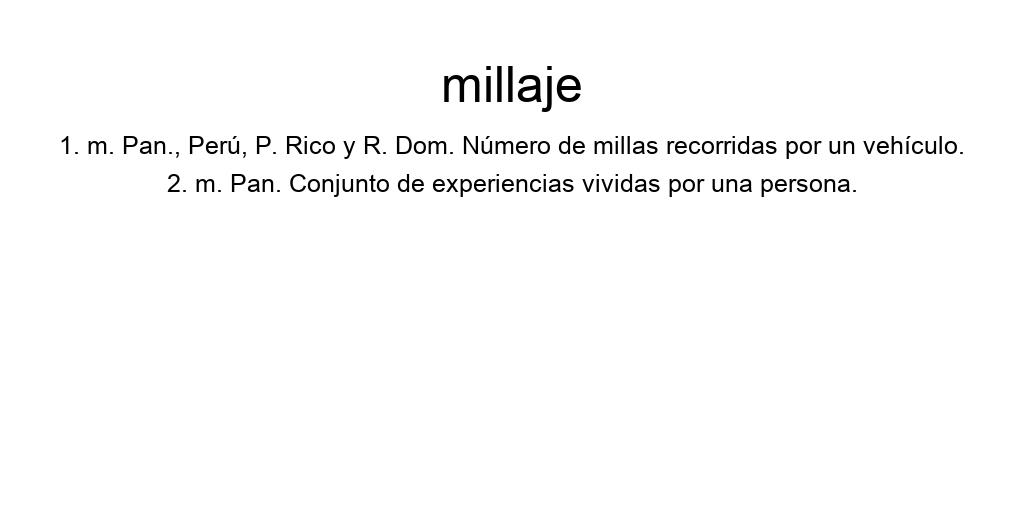 millaje
1. m. Pan., Perú, P. Rico y R. Dom. Número de millas recorridas por un vehículo.
2. m. Pan. Conjunto de experiencias vividas por una persona.